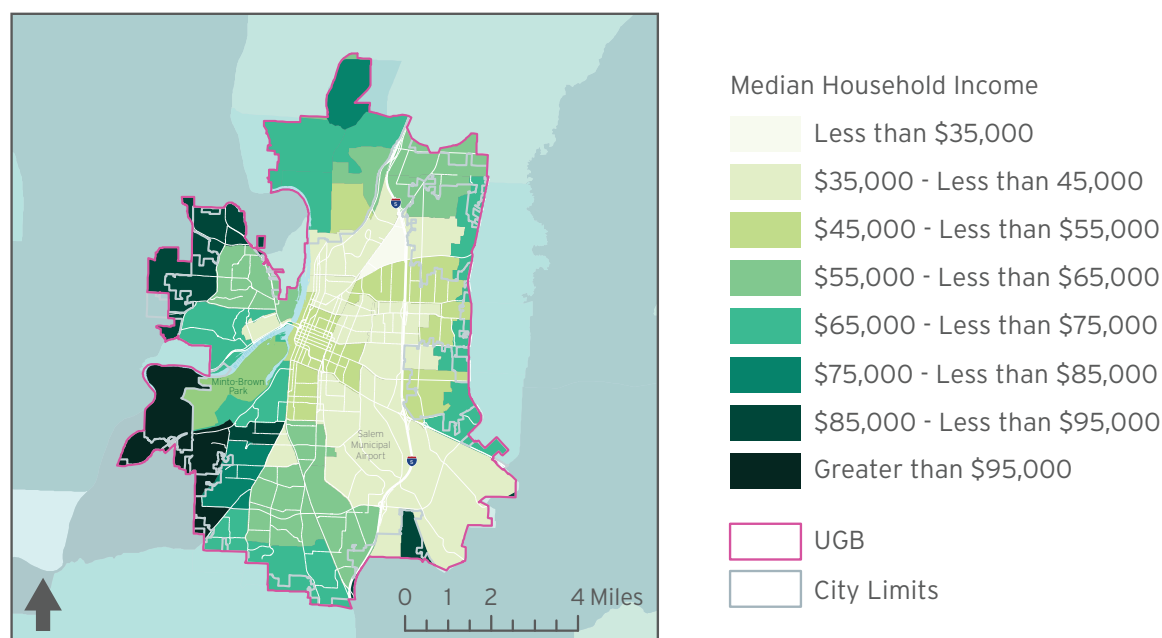 Minto-Brown
Park
Salem
Municipal
Airport
5
5
0 1 2 4 Miles
Median Household Income
Less than $35,000
$35,000 - Less than 45,000
$45,000 - Less than $55,000
$55,000 - Less than $65,000
$65,000 - Less than $75,000
$75,000 - Less than $85,000
$85,000 - Less than $95,000
Greater than $95,000
UGB
City Limits